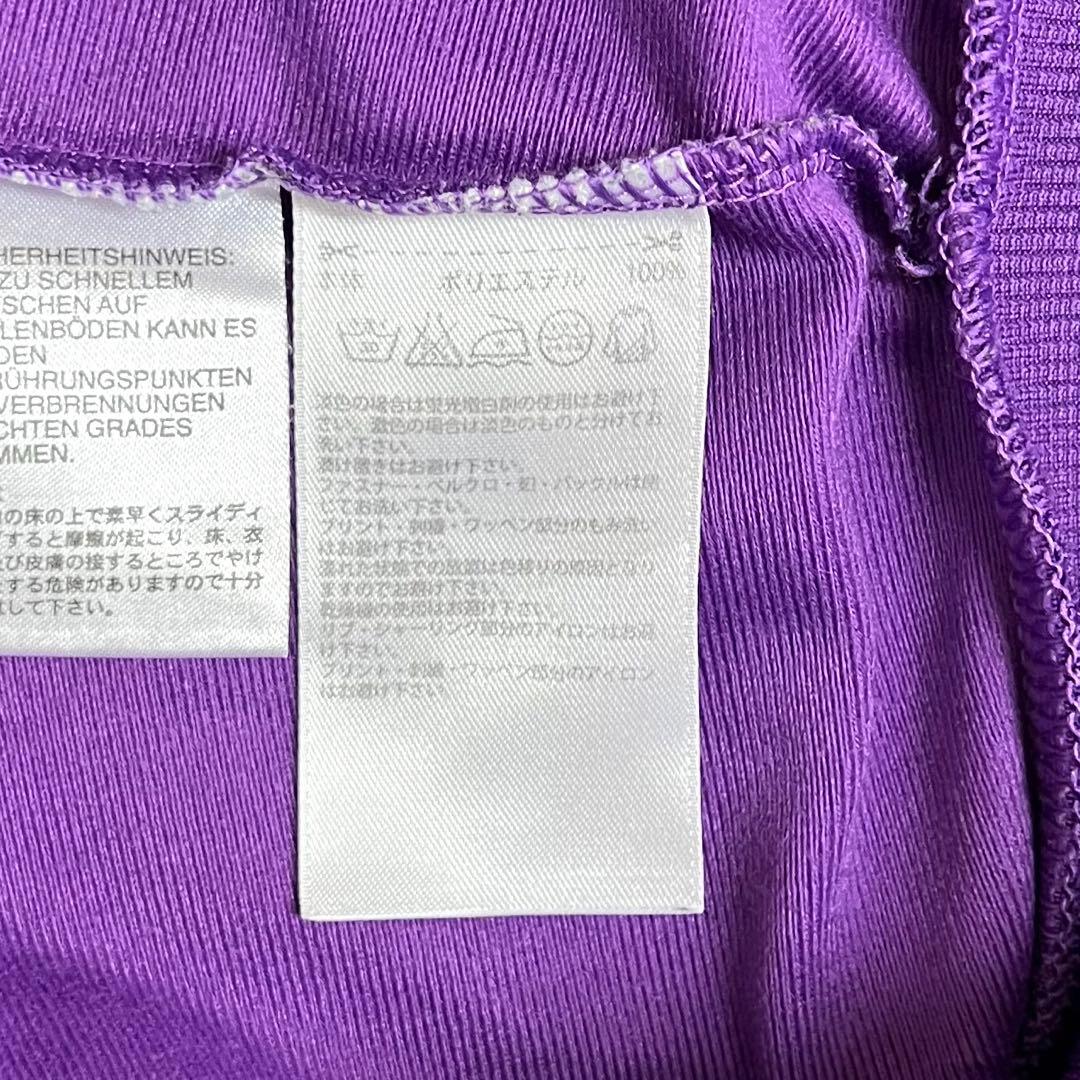 HERHEITSHINWEIS:
ZU SCHNELLEM
TSCHEN AUF
LENBÖDEN KANN ES
DEN
RÜHRUNGSPUNKTEN
VERBRENNUNGEN
CHTEN GRADES
MMEN.
の床の上で素早くスライディ
すると摩擦が起こり、床、衣
び皮膚の接するところでやけ
する危険がありますので十分
して下さい。
本体 ポリエステル 100%
淡色の場合は蛍光増白剤の使用はお避け下
さい。濃色の場合は淡色のものと分けてお
洗い下さい。
漬け置きはお避け下さい。
ファスナー・ベルクロ・釦・バックルは閉
てお洗い下さい。
プリント・刺繍・ワッペン部分のもみ洗い
はお避け下さい。
濡れた状態での放置は色移りの原因となり
ますのでお避け下さい。
乾燥機の使用はお避け下さい。
リブ・シャーリング部分のアイロンはお避
け下さい。
プリント・刺繍・ワッペン部分のアイロン
はお避け下さい。